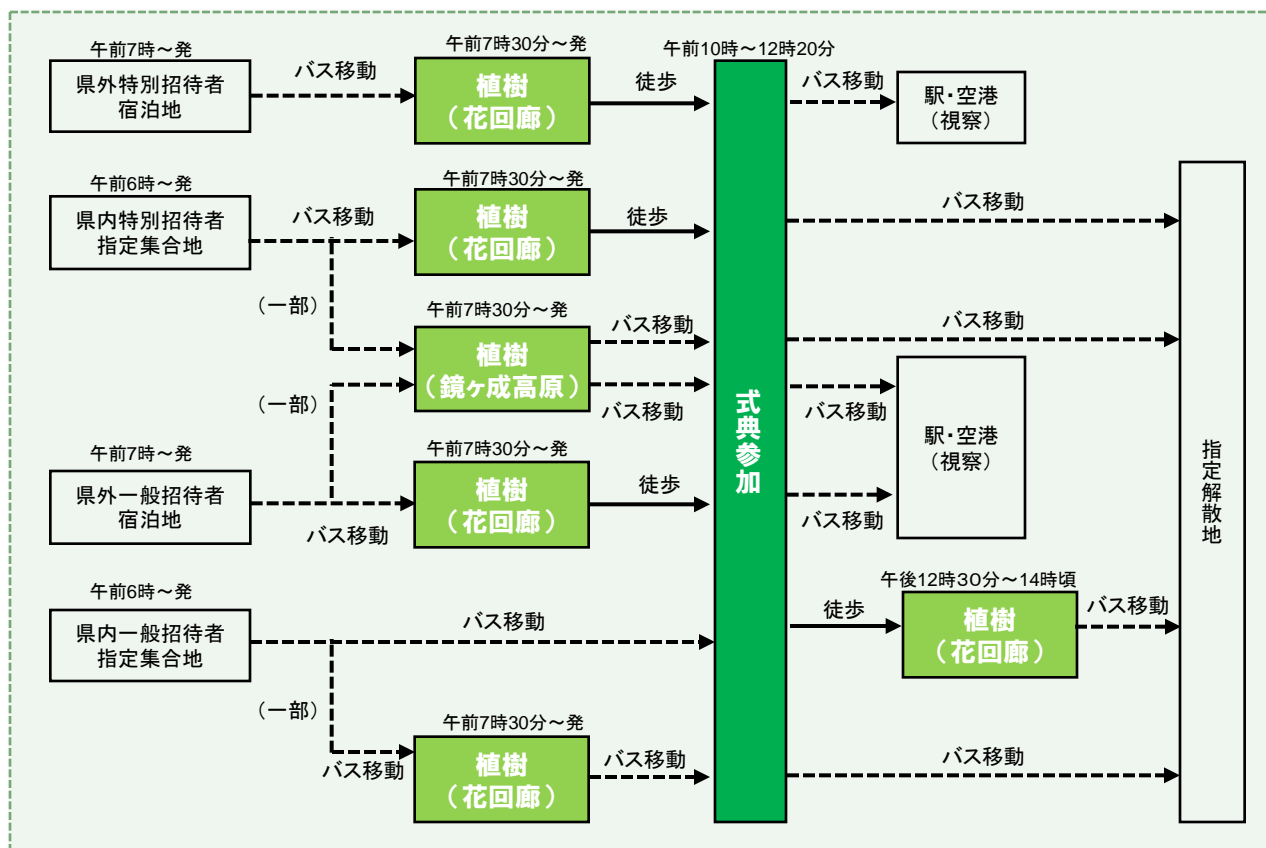 午前7時～発
県外特別招待者
宿泊地
バス移動
午前7時30分～発
植樹
（花回廊）
徒歩
午前10時～12時20分
式典参加
バス移動
駅・空港
（視察）
午前6時～発
県内特別招待者
指定集合地
バス移動
（一部）
午前7時30分～発
植樹
（花回廊）
徒歩
バス移動
午前7時30分～発
植樹
（鏡ヶ成高原）
バス移動
バス移動
バス移動
バス移動
駅・空港
（視察）
（一部）
午前7時～発
県外一般招待者
宿泊地
バス移動
午前7時30分～発
植樹
（花回廊）
徒歩
バス移動
指定解散地
午前6時～発
県内一般招待者
指定集合地
バス移動
徒歩
午後12時30分～14時頃
植樹
（花回廊）
バス移動
（一部）
バス移動
午前7時30分～発
植樹
（花回廊）
バス移動
バス移動